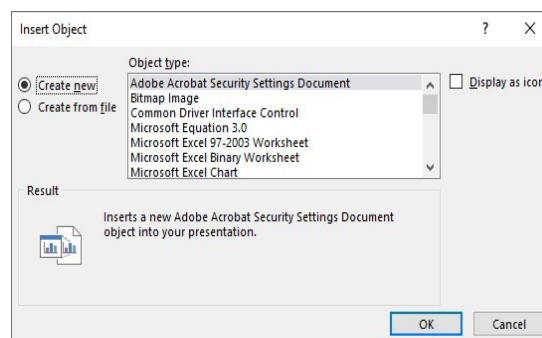 Insert Object ? X
Object type:
Create new
Create from file
Adobe Acrobat Security Settings Document
Bitmap Image
Common Driver Interface Control
Microsoft Equation 3.0
Microsoft Excel 97-2003 Worksheet
Microsoft Excel Binary Worksheet
Microsoft Excel Chart
Display as icon
Result
Inserts a new Adobe Acrobat Security Settings Document
object into your presentation.
OK Cancel